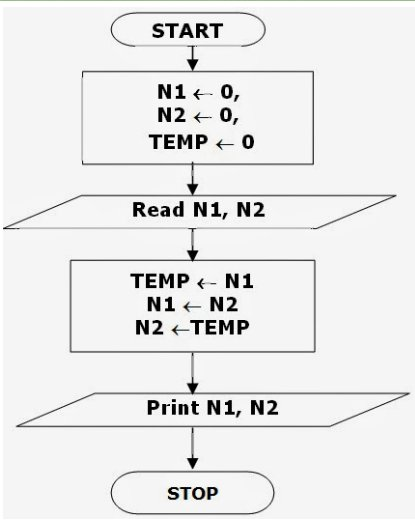 START
N1 ← 0,
N2 ← 0,
TEMP ← 0
Read N1, N2
TEMP ← N1
N1 ← N2
N2 ←TEMP
Print N1, N2
STOP